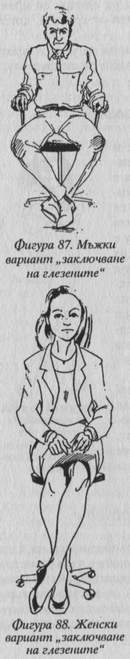 Фигура 87. Мъжки
вариант „заключване
на глезените“
Фигура 88. Женски
вариант „заключване
на глезените“